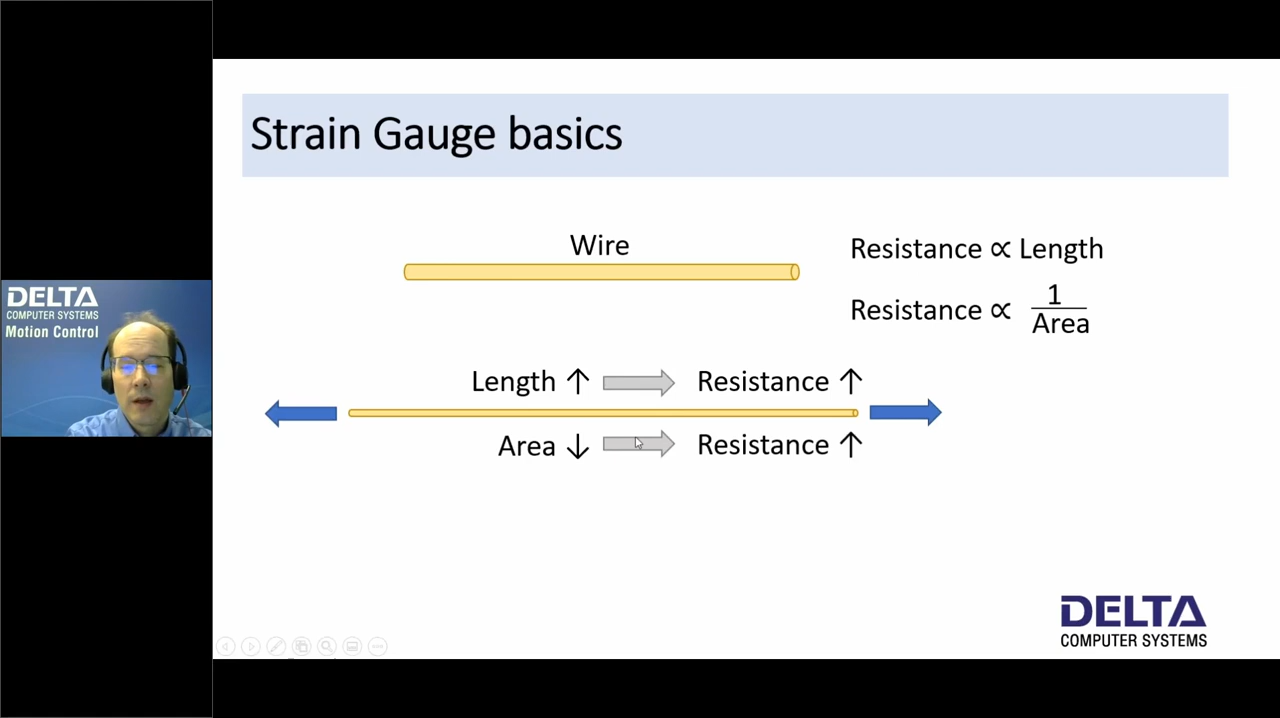 Strain Gauge basics
Wire
Resistance ∝ Length
Resistance ∝ 1
Area
Length ↑ Resistance ↑
Area ↓ Resistance ↑
DELTA
COMPUTER SYSTEMS
Motion Control
DELTA
COMPUTER SYSTEMS